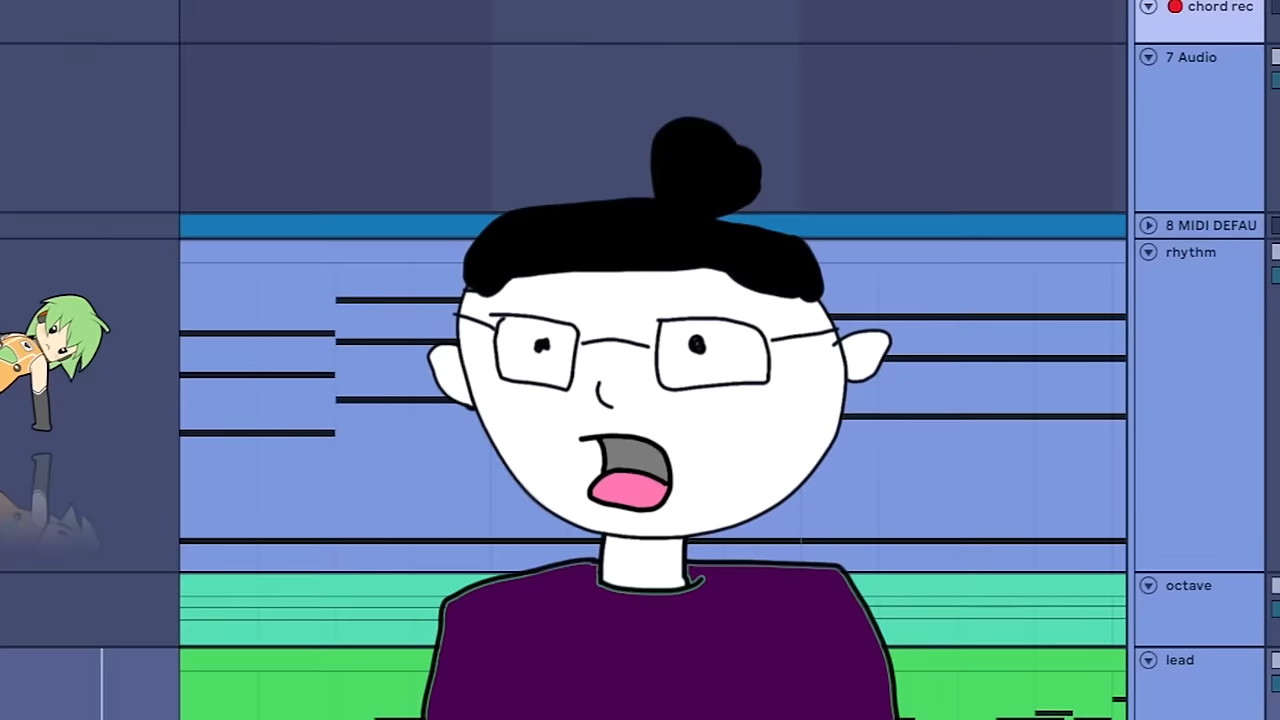 chord rec
7 Audio
8 MIDI DEFAU
rhythm
octave
lead